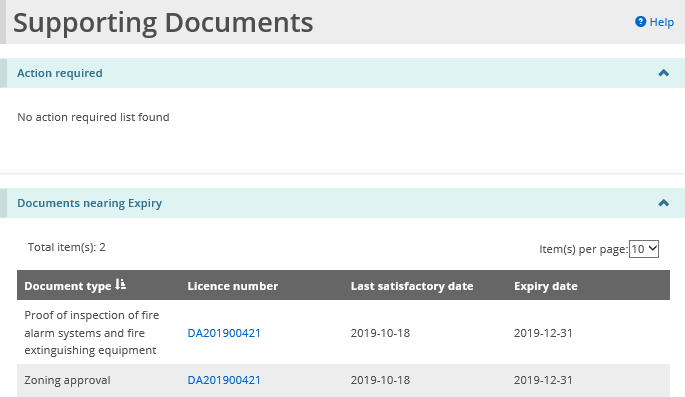 Supporting Documents
Help
Action required
No action required list found
Documents nearing Expiry
Total item(s): 2
Item(s) per page: 10
Document type Licence number Last satisfactory date Expiry date
Proof of inspection of fire
alarm systems and fire
extinguishing equipment
DA201900421 2019-10-18 2019-12-31
Zoning approval DA201900421 2019-10-18 2019-12-31